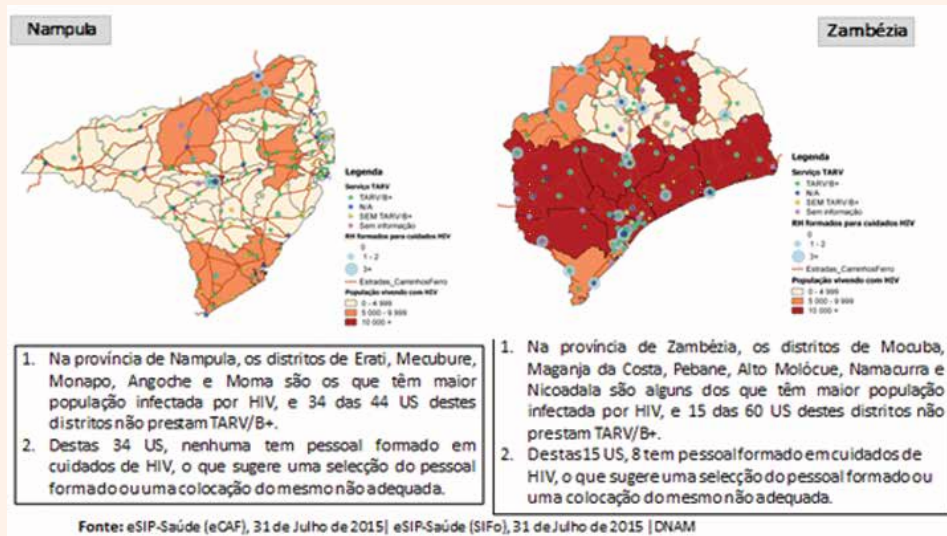 Nampula
Zambézia
Legenda
Serviço TARV
TARV/B+
N/A
SEM TARV/B+
Sem informação
RH formados para cuidados HIV
0
1 - 2
3+
Estradas_CaminhosFerro
População vivendo com HIV
0 - 4 999
5 000 - 9 999
10 000 +
Legenda
Serviço TARV
TARV/B+
N/A
SEM TARV/B+
Sem informação
RH formados para cuidados HIV
0
1 - 2
3+
Estradas_CaminhosFerro
População vivendo com HIV
0 - 4 999
5 000 - 9 999
10 000 +
1. Na província de Nampula, os distritos de Erati, Mecubure,
Monapo, Angoche e Moma são os que têm maior
população infectada por HIV, e 34 das 44 US destes
distritos não prestam TARV/B+.
2. Destas 34 US, nenhuma tem pessoal formado em
cuidados de HIV, o que sugere uma selecção do pessoal
formado ou uma colocação do mesmo não adequada.
1. Na província de Zambézia, os distritos de Mocuba,
Maganja da Costa, Pebane, Alto Molócue, Namacurra e
Nicoadala são alguns dos que têm maior população
infectada por HIV, e 15 das 60 US destes distritos não
prestam TARV/B+.
2. Destas 15 US, 8 tem pessoal formado em cuidados de
HIV, o que sugere uma selecção do pessoal formado ou
uma colocação do mesmo não adequada.
Fonte: eSIP-Saúde (eCAF), 31 de Julho de 2015| eSIP-Saúde (SIFo), 31 de Julho de 2015 |DNAM